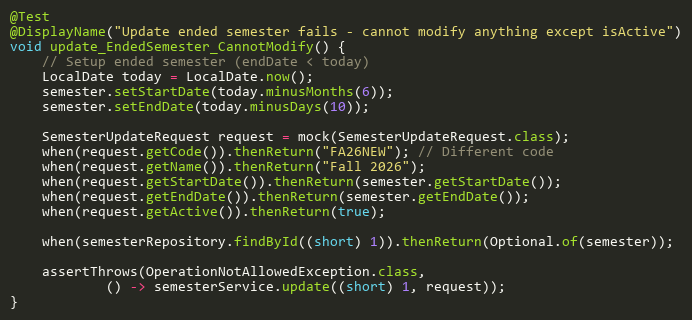 @Test
@DisplayName("Update ended semester fails - cannot modify anything except isActive")
void update_EndedSemester_CannotModify() {
    // Setup ended semester (endDate < today)
    LocalDate today = LocalDate.now();
    semester.setStartDate(today.minusMonths(6));
    semester.setEndDate(today.minusDays(10));

    SemesterUpdateRequest request = mock(SemesterUpdateRequest.class);
    when(request.getCode()).thenReturn("FA26NEW"); // Different code
    when(request.getName()).thenReturn("Fall 2026");
    when(request.getStartDate()).thenReturn(semester.getStartDate());
    when(request.getEndDate()).thenReturn(semester.getEndDate());
    when(request.getActive()).thenReturn(true);

    when(semesterRepository.findById((short) 1)).thenReturn(Optional.of(semester));

    assertThrows(OperationNotAllowedException.class,
            () -> semesterService.update((short) 1, request));
}